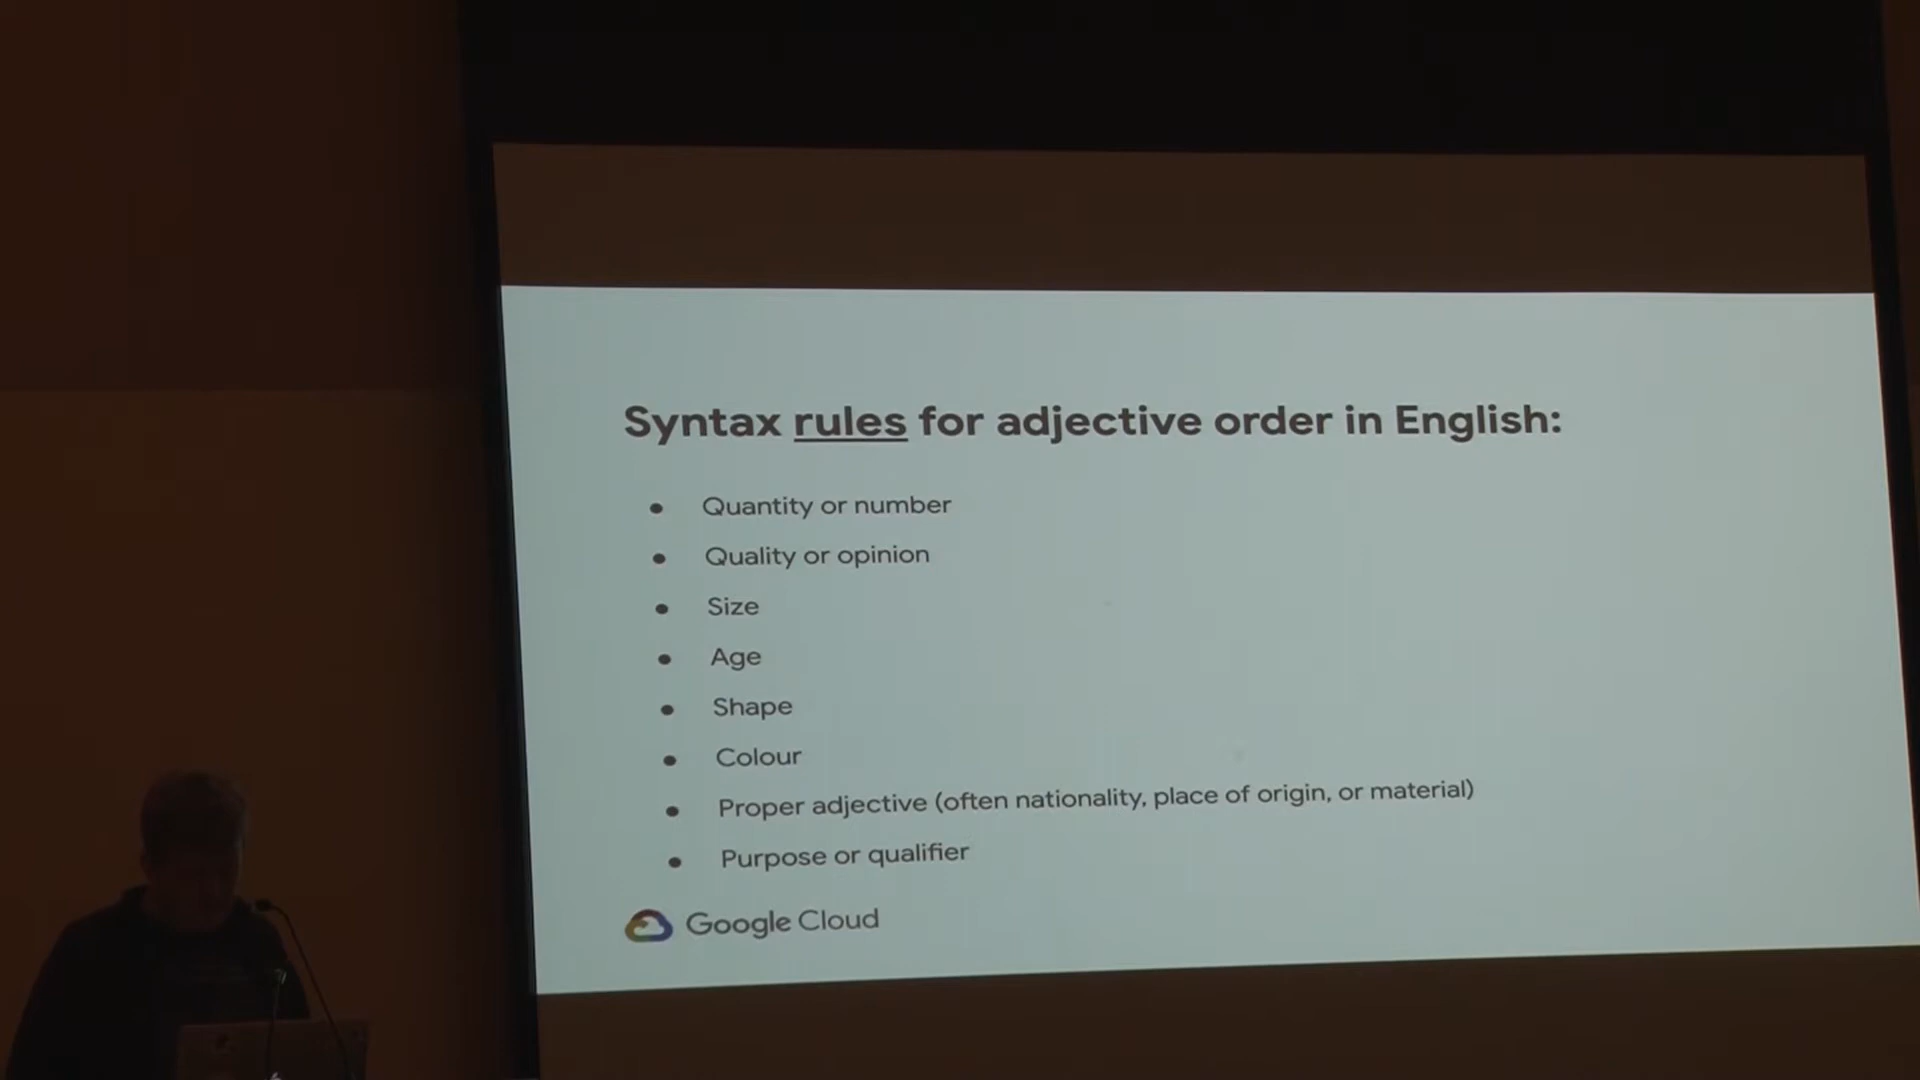 Syntax rules for adjective order in English:
● Quantity or number
● Quality or opinion
● Size
● Age
● Shape
● Colour
● Proper adjective (often nationality, place of origin, or material)
● Purpose or qualifier
Google Cloud